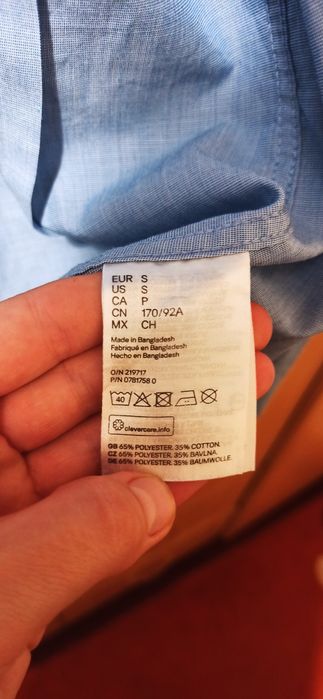 EUR S
US S
CA P
CN 170/92A
MX CH
Made in Bangladesh
Fabriqué en Bangladesh
Hecho en Bangladesh
O/N 219717
P/N 0781758 0
40
clevercare.info
GB 65% POLYESTER. 35% COTTON.
CZ 65% POLYESTER. 35% BAVLNA.
DE 65% POLYESTER. 35% BAUMWOLLE.